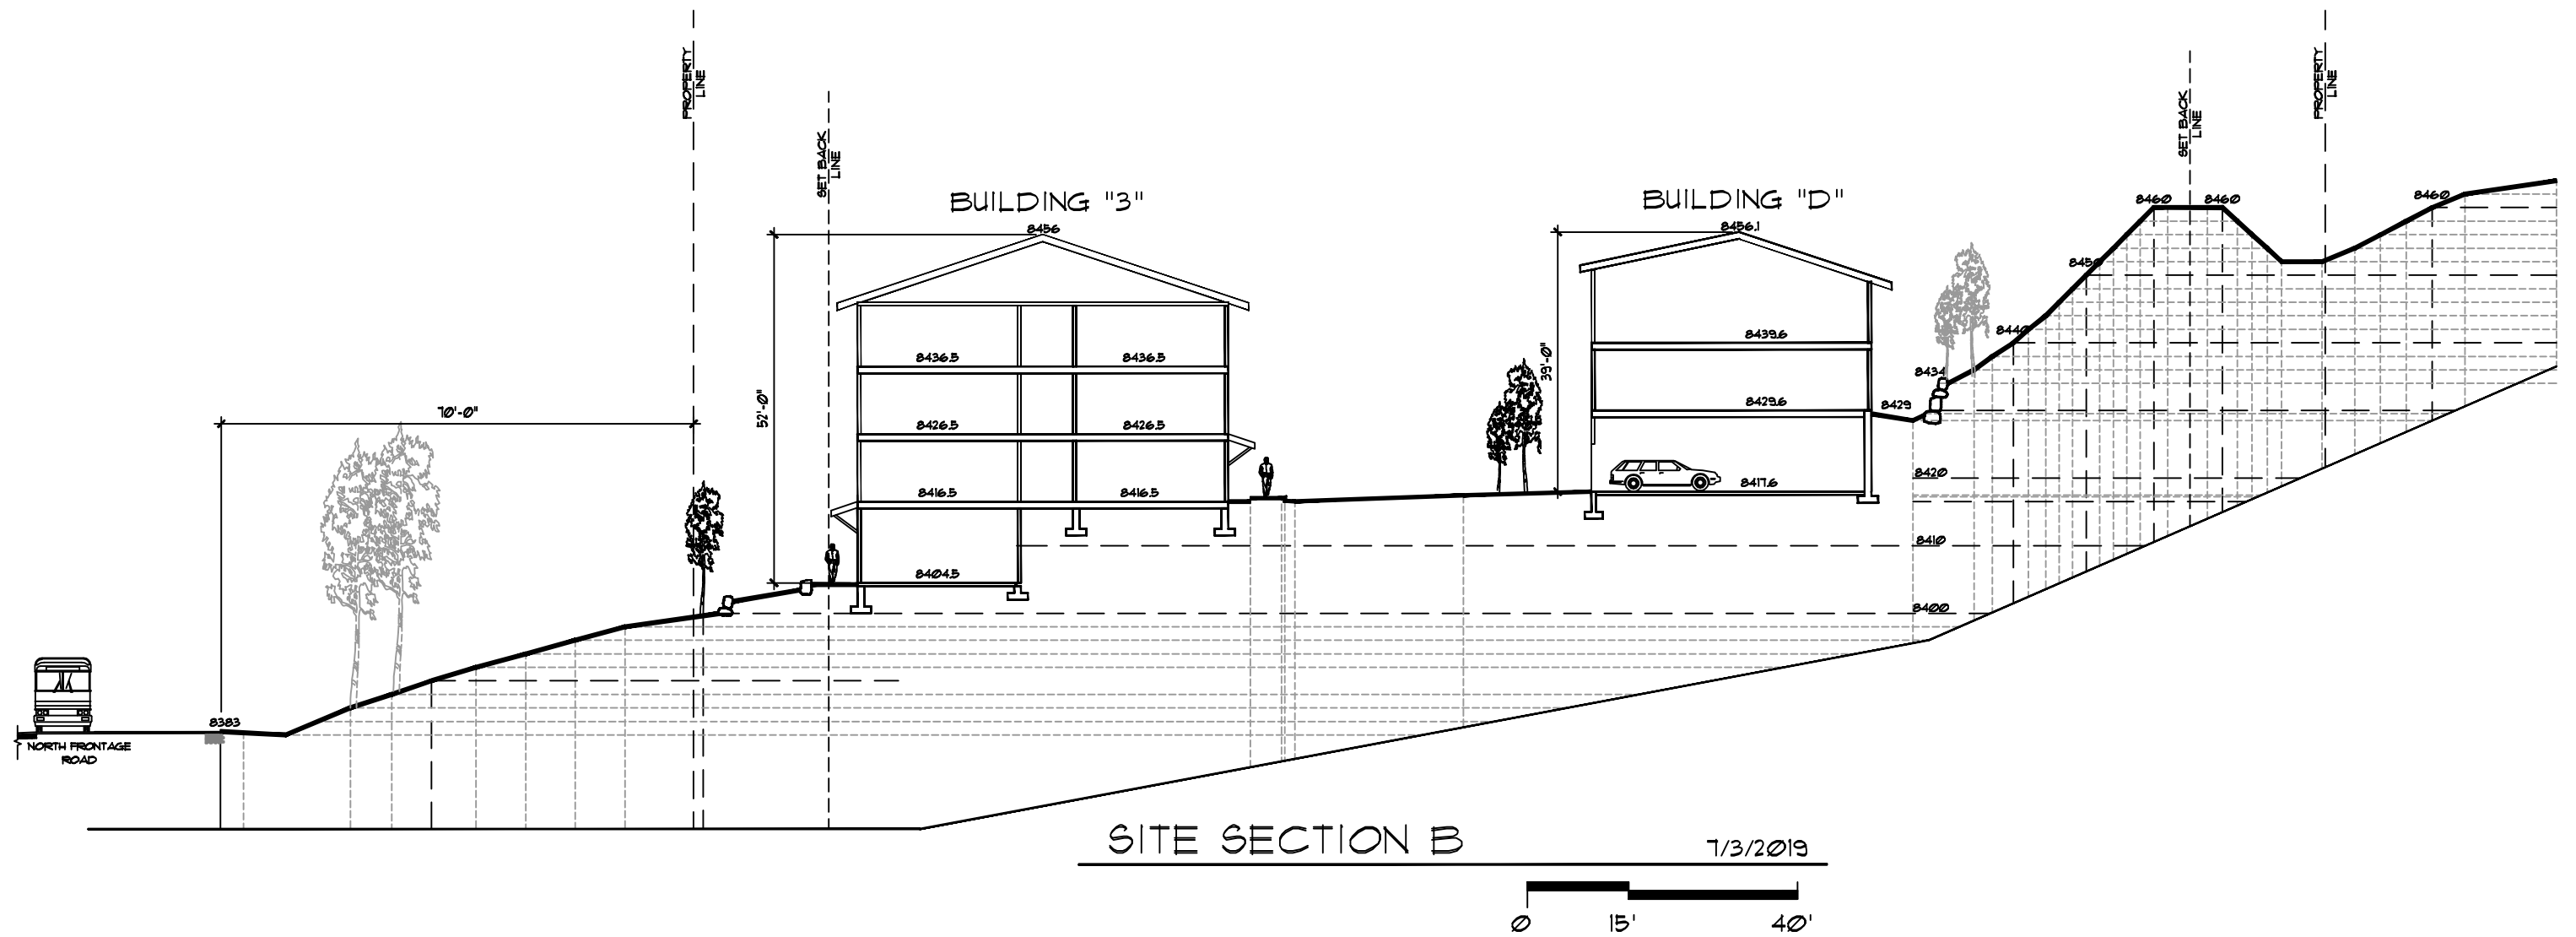 PROPERTY
LINE
SET BACK
LINE
BUILDING "3"
8456
52'-0"
8436.5
8436.5
8426.5
8426.5
8416.5
8416.5
8404.5
70'-0"
8383
NORTH FRONTAGE
ROAD
BUILDING "D"
8456.1
39'-0"
8439.6
8429.6
8417.6
SET BACK
LINE
PROPERTY
LINE
8460
8460
8460
8450
8440
8434
8429
8420
8410
8400
SITE SECTION B
7/3/2019
0
15'
40'